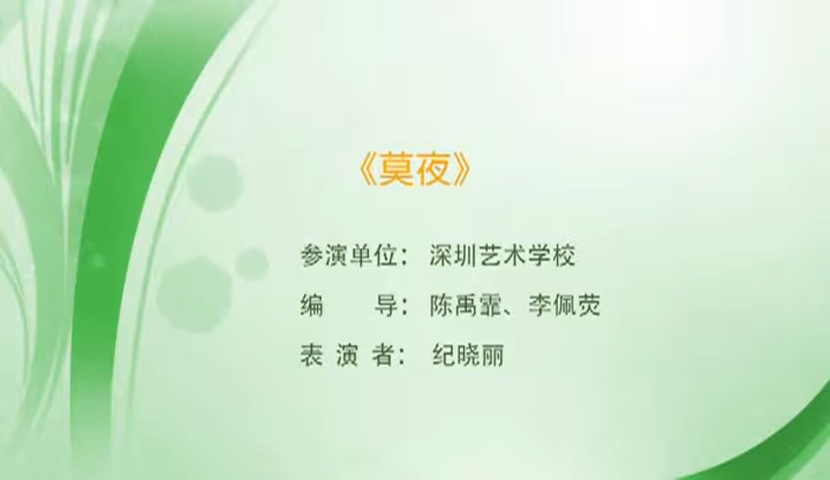 《莫夜》
参演单位： 深圳艺术学校
编　　导： 陈禹霏、李佩荧
表 演 者： 纪晓丽